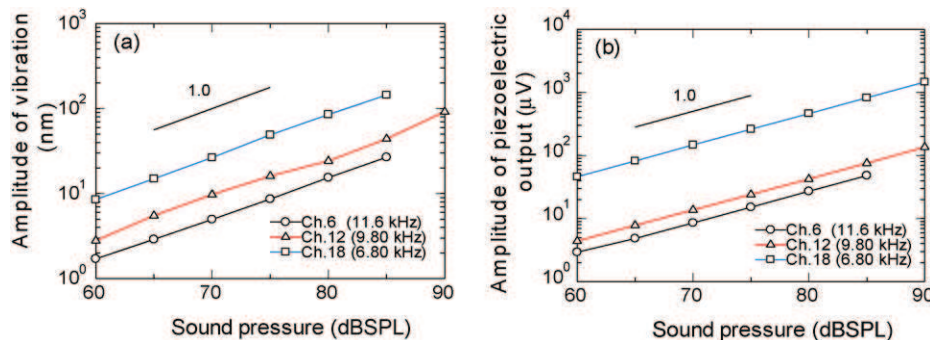 (a)
Amplitude of vibration
(nm)
10³
10²
10¹
10⁰
1.0
Ch.6 (11.6 kHz)
Ch.12 (9.80 kHz)
Ch.18 (6.80 kHz)
60 70 80 90
Sound pressure (dBSPL)
(b)
Amplitude of piezoelectric
output (μV)
10⁴
10³
10²
10¹
10⁰
1.0
Ch.6 (11.6 kHz)
Ch.12 (9.80 kHz)
Ch.18 (6.80 kHz)
60 70 80 90
Sound pressure (dBSPL)